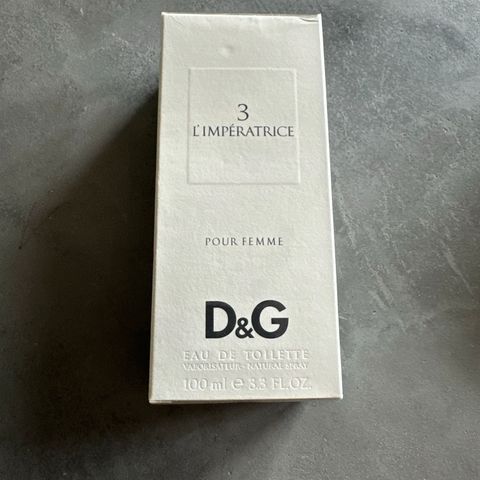 3
L'IMPÉRATRICE
POUR FEMME
D&G
EAU DE TOILETTE
VAPORISATEUR - NATURAL SPRAY
100 ml e 3.3 FL.OZ.